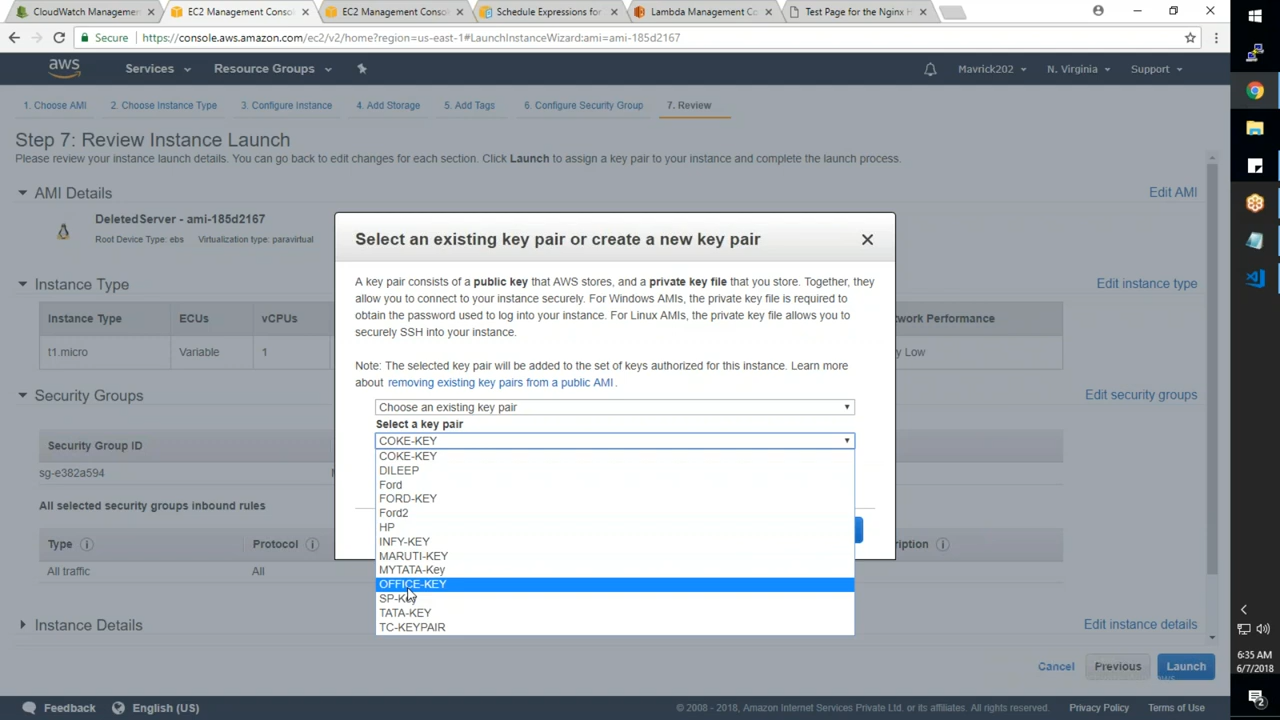 CloudWatch Managemen
EC2 Management Consol
EC2 Management Consol
Schedule Expressions for
Lambda Management Co
Test Page for the Nginx H
Secure
https://console.aws.amazon.com/ec2/v2/home?region=us-east-1#LaunchInstanceWizard:ami=ami-185d2167
aws
Services
Resource Groups
Mavrick202
N. Virginia
Support
1. Choose AMI
2. Choose Instance Type
3. Configure Instance
4. Add Storage
5. Add Tags
6. Configure Security Group
7. Review
Step 7: Review Instance Launch
Please review your instance launch details. You can go back to edit changes for each section. Click Launch to assign a key pair to your instance and complete the launch process.
AMI Details
Edit AMI
DeletedServer - ami-185d2167
Root Device Type: ebs Virtualization type: paravirtual
Instance Type
Edit instance type
Instance Type
ECUs
vCPUs
work Performance
t1.micro
Variable
1
y Low
Security Groups
Edit security groups
Security Group ID
sg-e382a594
All selected security groups inbound rules
Type
Protocol
ription
All traffic
All
Instance Details
Edit instance details
Select an existing key pair or create a new key pair
A key pair consists of a public key that AWS stores, and a private key file that you store. Together, they
allow you to connect to your instance securely. For Windows AMIs, the private key file is required to
obtain the password used to log into your instance. For Linux AMIs, the private key file allows you to
securely SSH into your instance.
Note: The selected key pair will be added to the set of keys authorized for this instance. Learn more
about removing existing key pairs from a public AMI .
Choose an existing key pair
Select a key pair
COKE-KEY
COKE-KEY
DILEEP
Ford
FORD-KEY
Ford2
HP
INFY-KEY
MARUTI-KEY
MYTATA-Key
OFFICE-KEY
SP-Key
TATA-KEY
TC-KEYPAIR
Cancel
Previous
Launch
aws
Feedback
English (US)
© 2008 - 2018, Amazon Internet Services Private Ltd. or its affiliates. All rights reserved.
Privacy Policy
Terms of Use
6:35 AM
6/7/2018
2